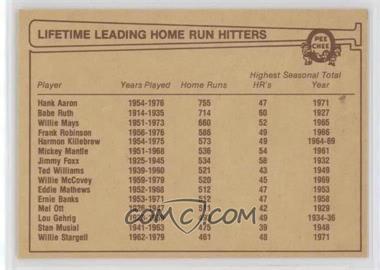 LIFETIME LEADING HOME RUN HITTERS
PEE
CHEE
Highest Seasonal Total
Player Years Played Home Runs HR's Year
Hank Aaron 1954-1976 755 47 1971
Babe Ruth 1914-1935 714 60 1927
Willie Mays 1951-1973 660 52 1965
Frank Robinson 1956-1976 586 49 1966
Harmon Killebrew 1954-1975 573 49 1964-69
Mickey Mantle 1951-1968 536 54 1961
Jimmy Foxx 1925-1945 534 58 1932
Ted Williams 1939-1960 521 43 1949
Willie McCovey 1959-1979 520 45 1969
Eddie Mathews 1952-1968 512 47 1953
Ernie Banks 1953-1971 512 47 1958
Mel Ott 1926-1947 511 42 1929
Lou Gehrig 49 1934-36
Stan Musial 1941-1963 475 39 1948
Willie Stargell 1962-1979 461 48 1971